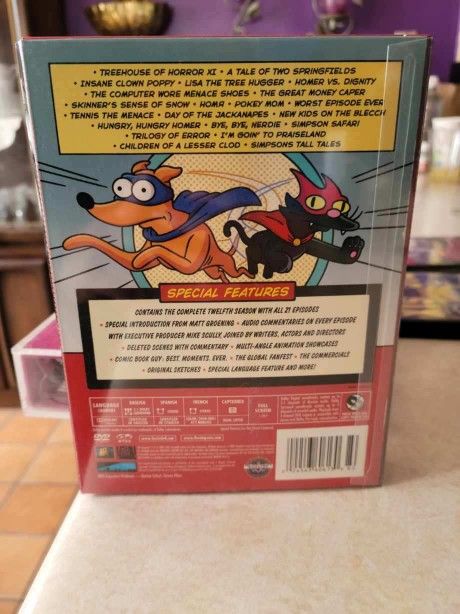 • TREEHOUSE OF HORROR XI • A TALE OF TWO SPRINGFIELDS
• INSANE CLOWN POPPY • LISA THE TREE HUGGER • HOMER VS. DIGNITY
• THE COMPUTER WORE MENACE SHOES • THE GREAT MONEY CAPER
• SKINNER'S SENSE OF SNOW • HOMЯ • POKEY MOM • WORST EPISODE EVER
• TENNIS THE MENACE • DAY OF THE JACKANAPES • NEW KIDS ON THE BLECCH
• HUNGRY, HUNGRY HOMER • BYE, BYE, NERDIE • SIMPSON SAFARI
• TRILOGY OF ERROR • I'M GOIN' TO PRAISELAND
• CHILDREN OF A LESSER CLOD • SIMPSONS TALL TALES
SPECIAL FEATURES
CONTAINS THE COMPLETE TWELFTH SEASON WITH ALL 21 EPISODES
• SPECIAL INTRODUCTION FROM MATT GROENING • AUDIO COMMENTARIES ON EVERY EPISODE
WITH EXECUTIVE PRODUCER MIKE SCULLY, JOINED BY WRITERS, ACTORS AND DIRECTORS
• DELETED SCENES WITH COMMENTARY • MULTI-ANGLE ANIMATION SHOWCASES
• COMIC BOOK GUY: BEST. MOMENTS. EVER. • THE GLOBAL FANFEST • THE COMMERCIALS
• ORIGINAL SKETCHES • SPECIAL LANGUAGE FEATURE AND MORE!
LANGUAGE ENGLISH SPANISH FRENCH CAPTIONED FULL SCREEN
DVD